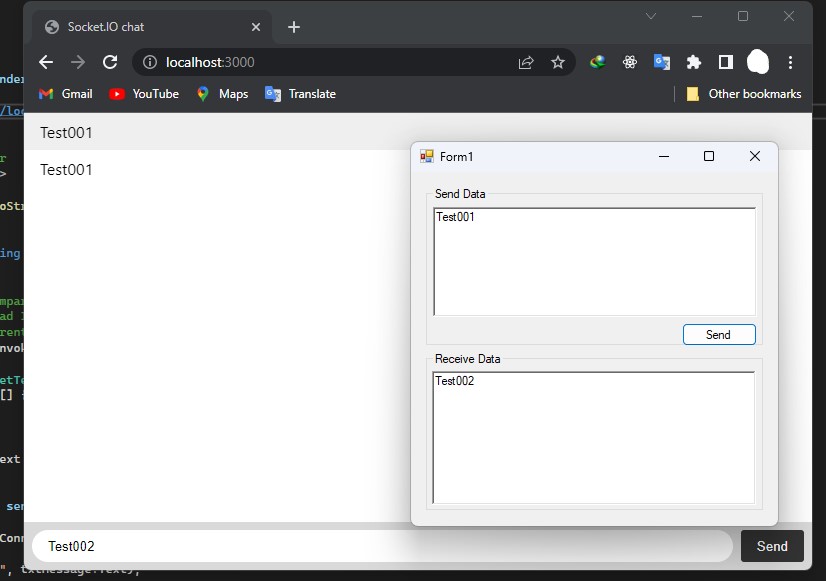 Socket.IO chat
localhost:3000
Gmail
YouTube
Maps
Translate
Other bookmarks
Test001
Test001
Form1
Send Data
Test001
Send
Receive Data
Test002
Test002
Send